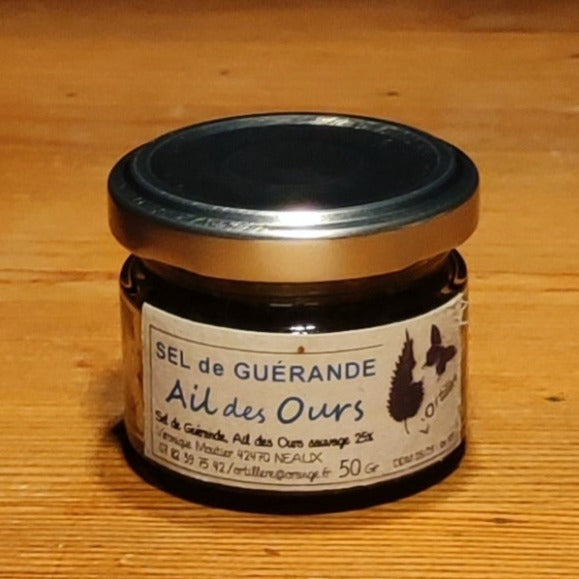 SEL de GUÉRANDE
Ail des Ours
Sel de Guérande, Ail des Ours sauvage 25%
Véronique Moutier 42470 NEAUX
07 82 39 75 42 / ortillere@orange.fr 50 Gr
L'Ortillère